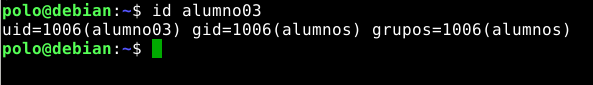 polo@debian:~$ id alumno03
uid=1006(alumno03) gid=1006(alumnos) grupos=1006(alumnos)
polo@debian:~$